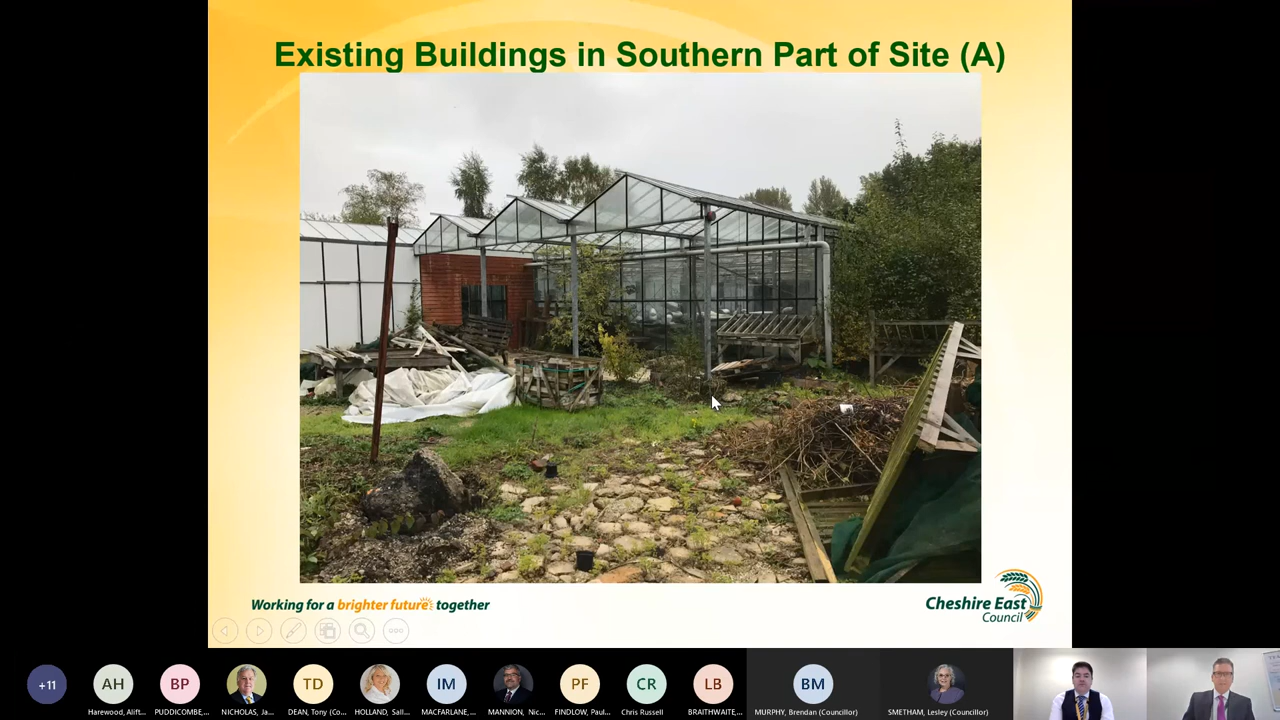 Existing Buildings in Southern Part of Site (A)
Working for a brighter future together
Cheshire East
Council
+11
AH
BP
TD
IM
PF
CR
LB
BM
Harewood, Alift...
PUDDICOMBE,...
NICHOLAS, Ja...
DEAN, Tony (Co...
HOLLAND, Sall...
MACFARLANE,...
MANNION, Nic...
FINDLOW, Paul...
Chris Russell
BRAITHWAITE,...
MURPHY, Brendan (Councillor)
SMETHAM, Lesley (Councillor)